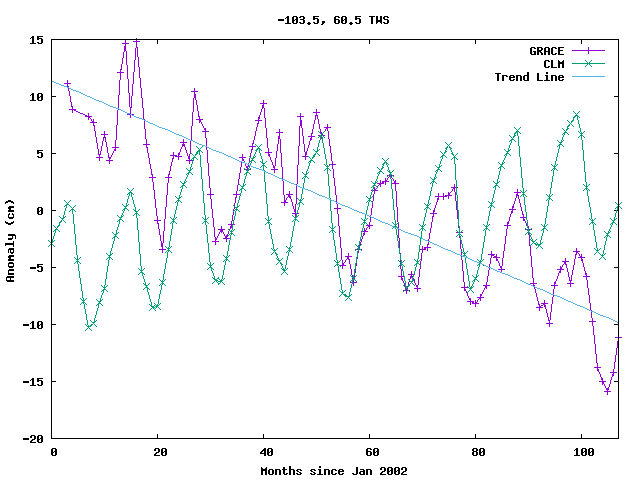 -103.5, 60.5 TWS
GRACE
CLM
Trend Line
15
10
5
0
-5
-10
-15
-20
Anomaly (cm)
0 20 40 60 80 100
Months since Jan 2002